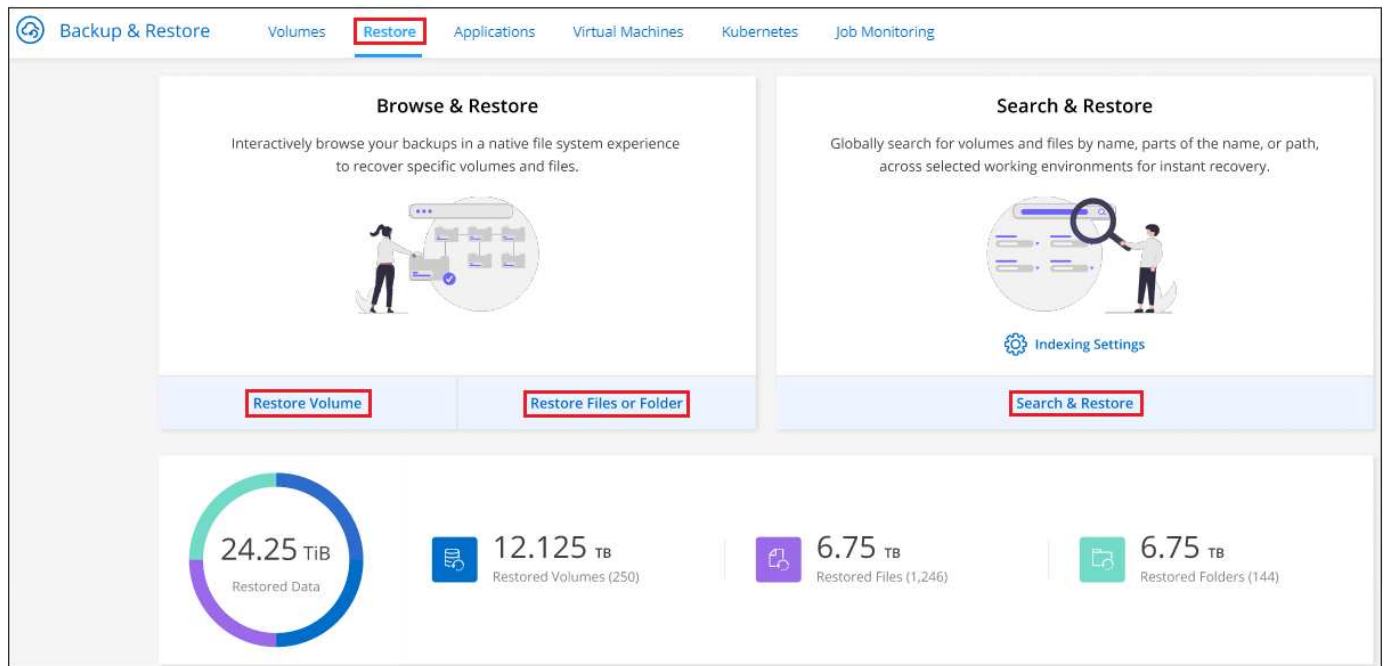 Backup & Restore Volumes Restore Applications Virtual Machines Kubernetes Job Monitoring
Browse & Restore
Interactively browse your backups in a native file system experience
to recover specific volumes and files.
Restore Volume Restore Files or Folder
Search & Restore
Globally search for volumes and files by name, parts of the name, or path,
across selected working environments for instant recovery.
Indexing Settings
Search & Restore
24.25 TiB
Restored Data
12.125 TB
Restored Volumes (250)
6.75 TB
Restored Files (1,246)
6.75 TB
Restored Folders (144)